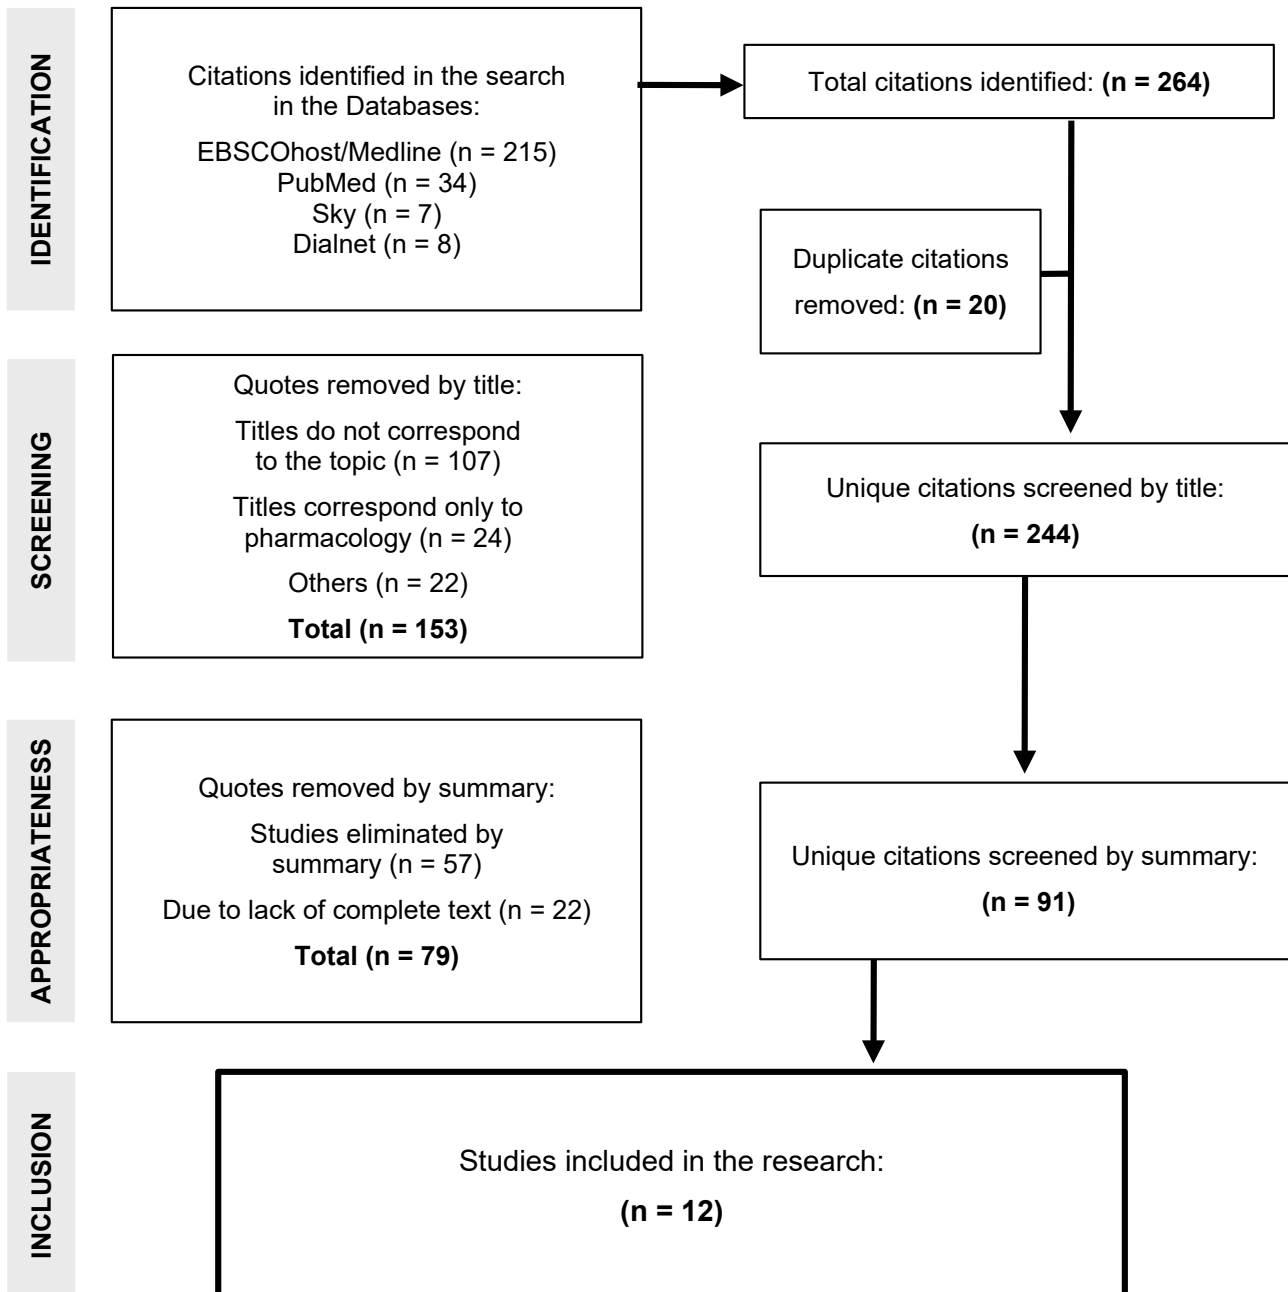 IDENTIFICATION
Citations identified in the search
in the Databases:
EBSCOhost/Medline (n = 215)
PubMed (n = 34)
Sky (n = 7)
Dialnet (n = 8)
Total citations identified: (n = 264)
Duplicate citations
removed: (n = 20)
SCREENING
Quotes removed by title:
Titles do not correspond
to the topic (n = 107)
Titles correspond only to
pharmacology (n = 24)
Others (n = 22)
Total (n = 153)
Unique citations screened by title:
(n = 244)
APPROPRIATENESS
Quotes removed by summary:
Studies eliminated by
summary (n = 57)
Due to lack of complete text (n = 22)
Total (n = 79)
Unique citations screened by summary:
(n = 91)
INCLUSION
Studies included in the research:
(n = 12)